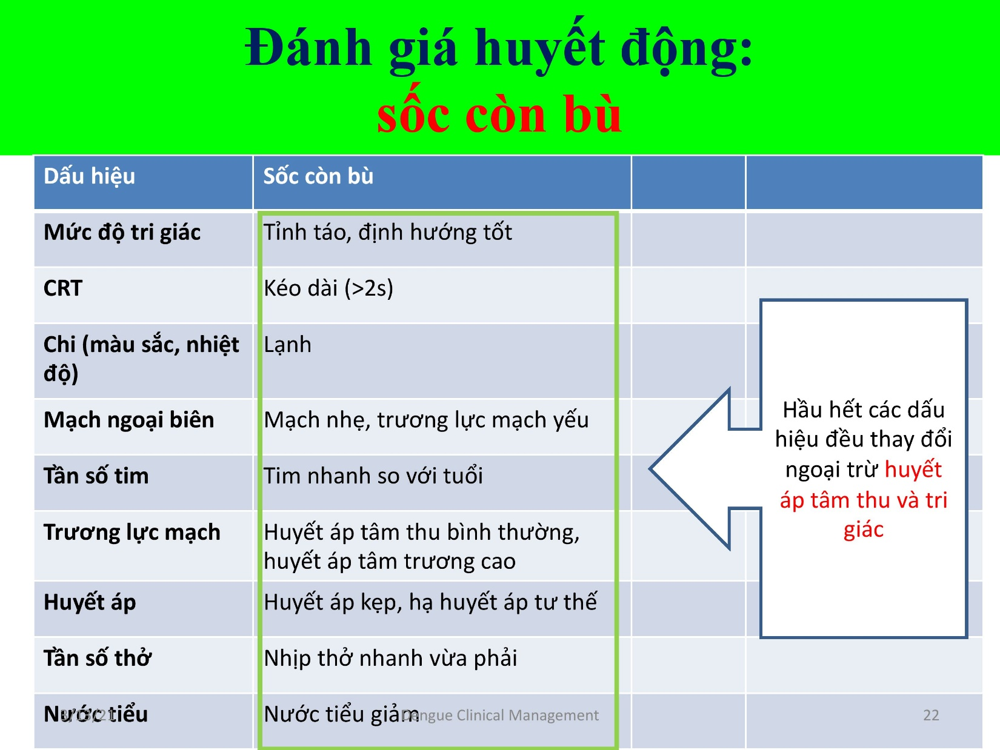 Đánh giá huyết động:
sốc còn bù
Dấu hiệu
Sốc còn bù
Mức độ tri giác
Tỉnh táo, định hướng tốt
CRT
Kéo dài (>2s)
Chi (màu sắc, nhiệt
độ)
Lạnh
Mạch ngoại biên
Mạch nhẹ, trương lực mạch yếu
Tần số tim
Tim nhanh so với tuổi
Trương lực mạch
Huyết áp tâm thu bình thường,
huyết áp tâm trương cao
Huyết áp
Huyết áp kẹp, hạ huyết áp tư thế
Tần số thở
Nhịp thở nhanh vừa phải
Nước tiểu
Nước tiểu giảm
Hầu hết các dấu
hiệu đều thay đổi
ngoại trừ huyết
áp tâm thu và tri
giác
3/13/21
Dengue Clinical Management
22